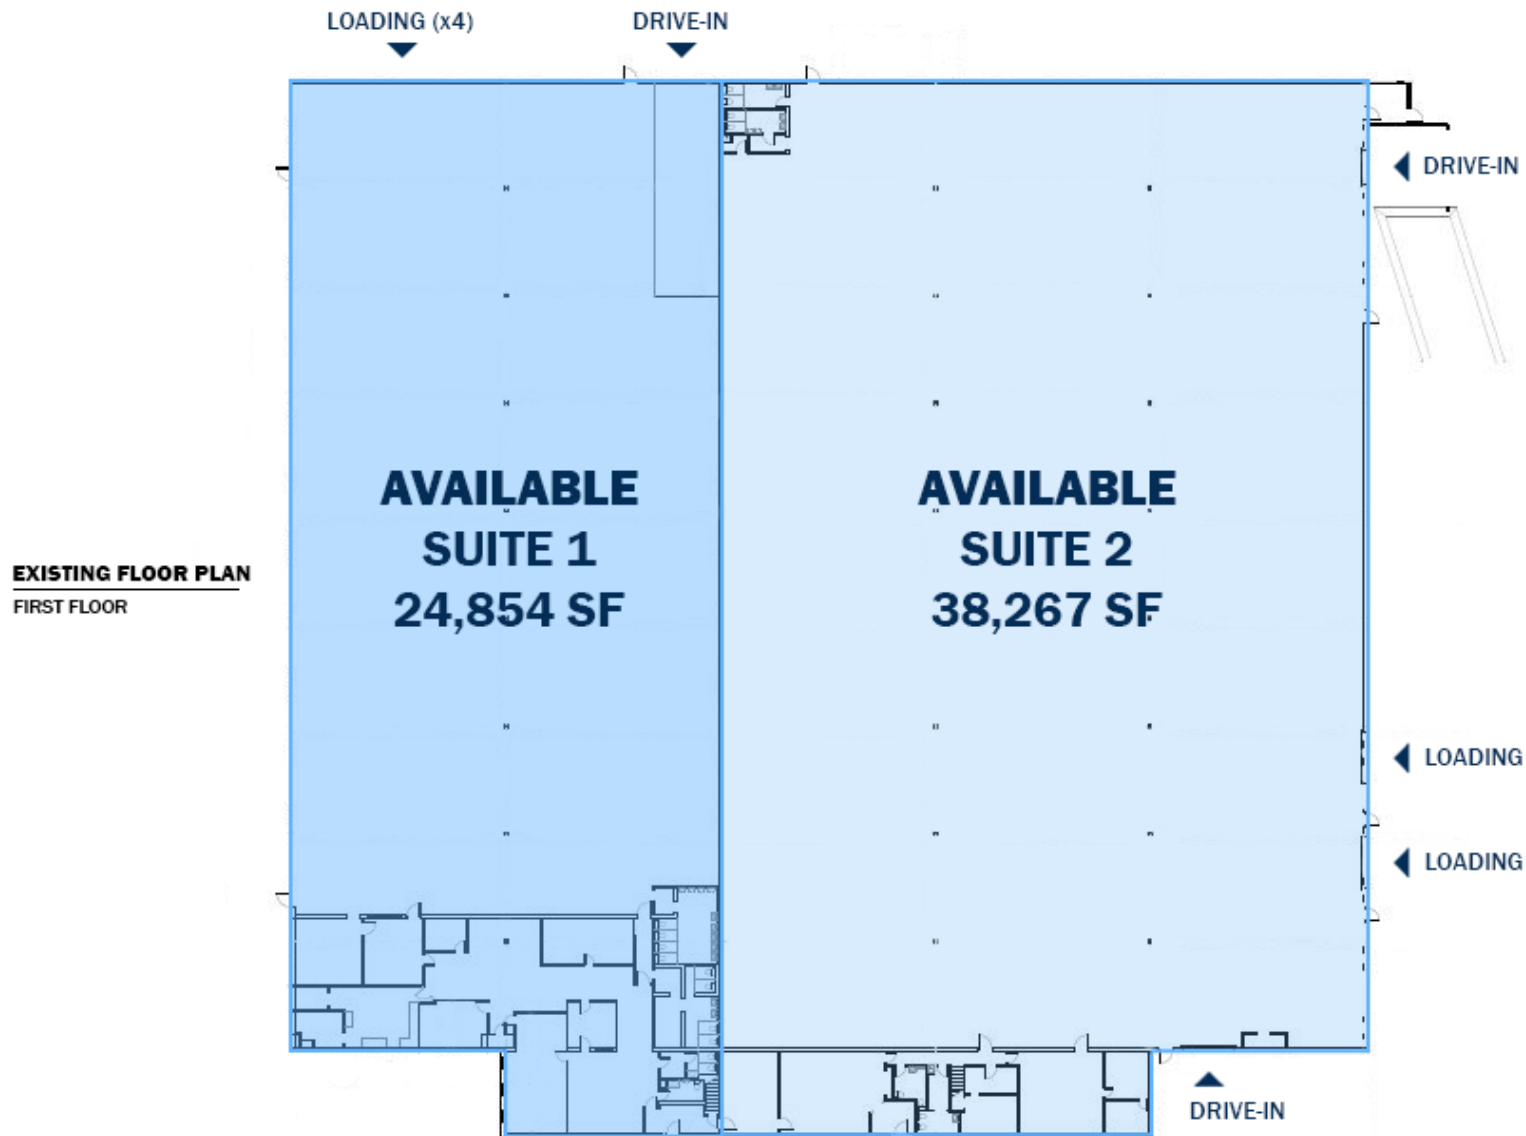 LOADING (x4)
DRIVE-IN
DRIVE-IN
AVAILABLE
SUITE 1
24,854 SF
AVAILABLE
SUITE 2
38,267 SF
EXISTING FLOOR PLAN
FIRST FLOOR
LOADING
LOADING
DRIVE-IN